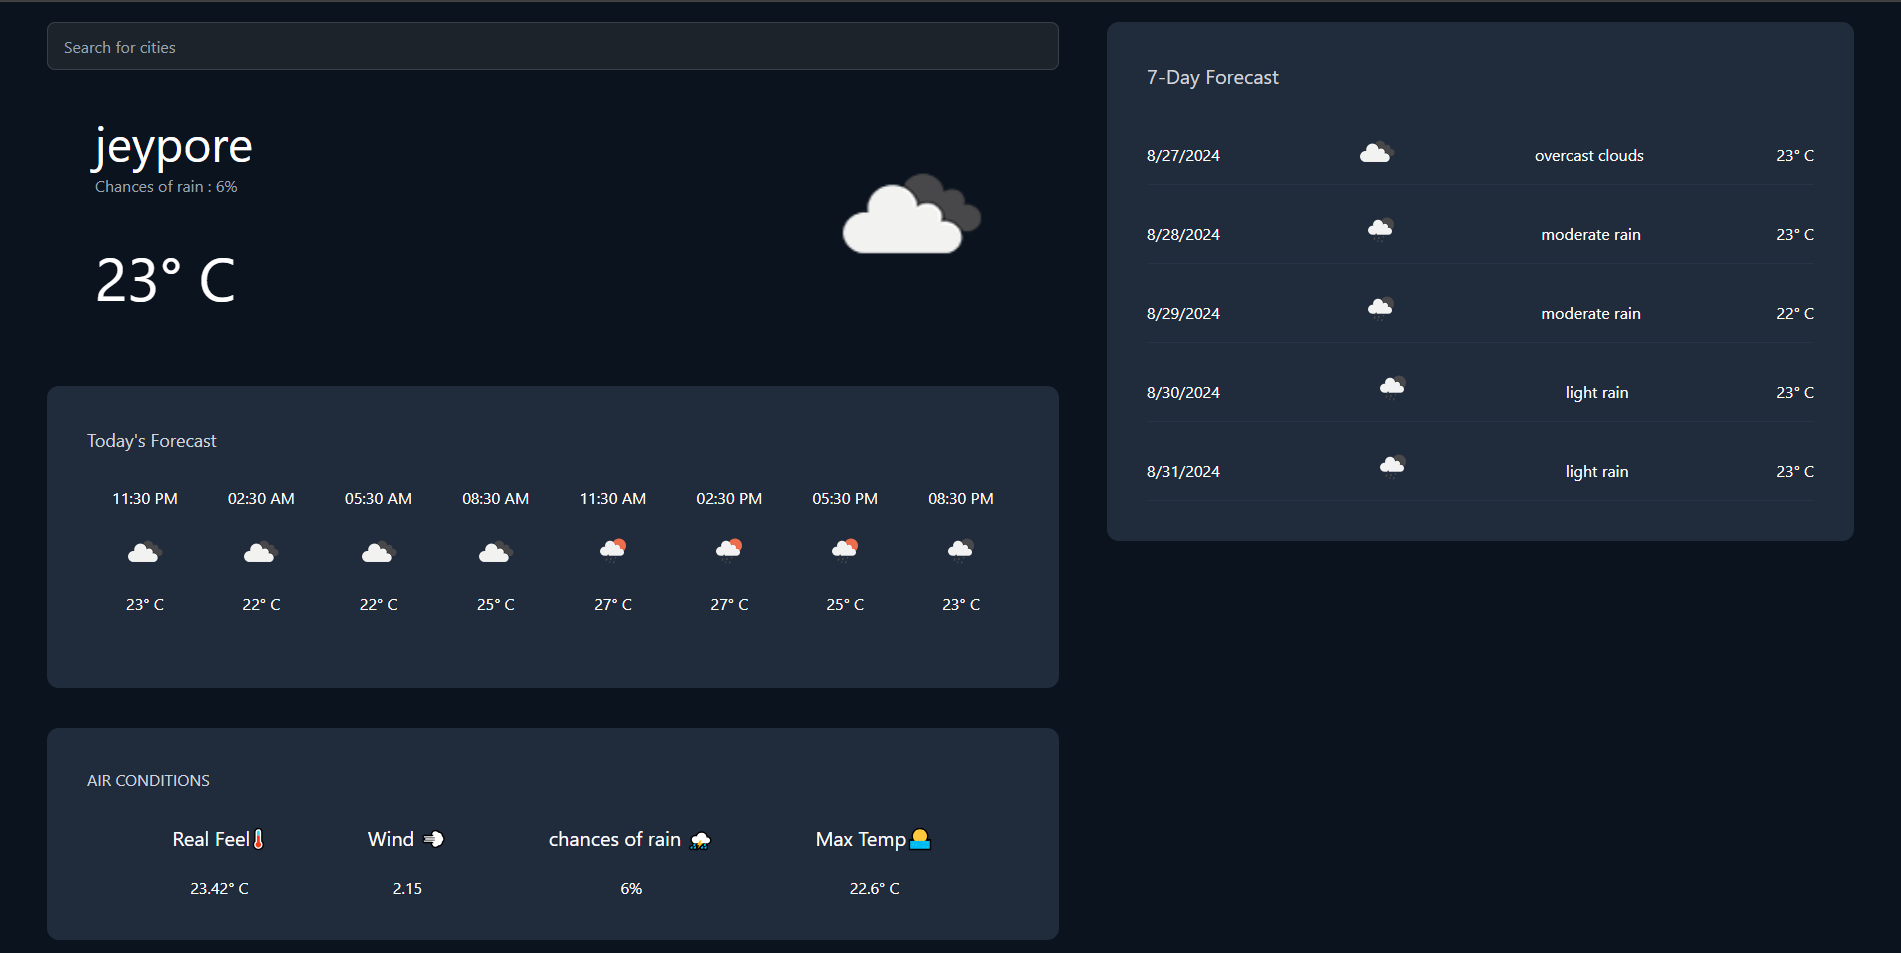 Search for cities
jeypore
Chances of rain : 6%
23° C
Today's Forecast
11:30 PM 02:30 AM 05:30 AM 08:30 AM 11:30 AM 02:30 PM 05:30 PM 08:30 PM
23° C 22° C 22° C 25° C 27° C 27° C 25° C 23° C
AIR CONDITIONS
Real Feel Wind chances of rain Max Temp
23.42° C 2.15 6% 22.6° C
7-Day Forecast
8/27/2024 overcast clouds 23° C
8/28/2024 moderate rain 23° C
8/29/2024 moderate rain 22° C
8/30/2024 light rain 23° C
8/31/2024 light rain 23° C